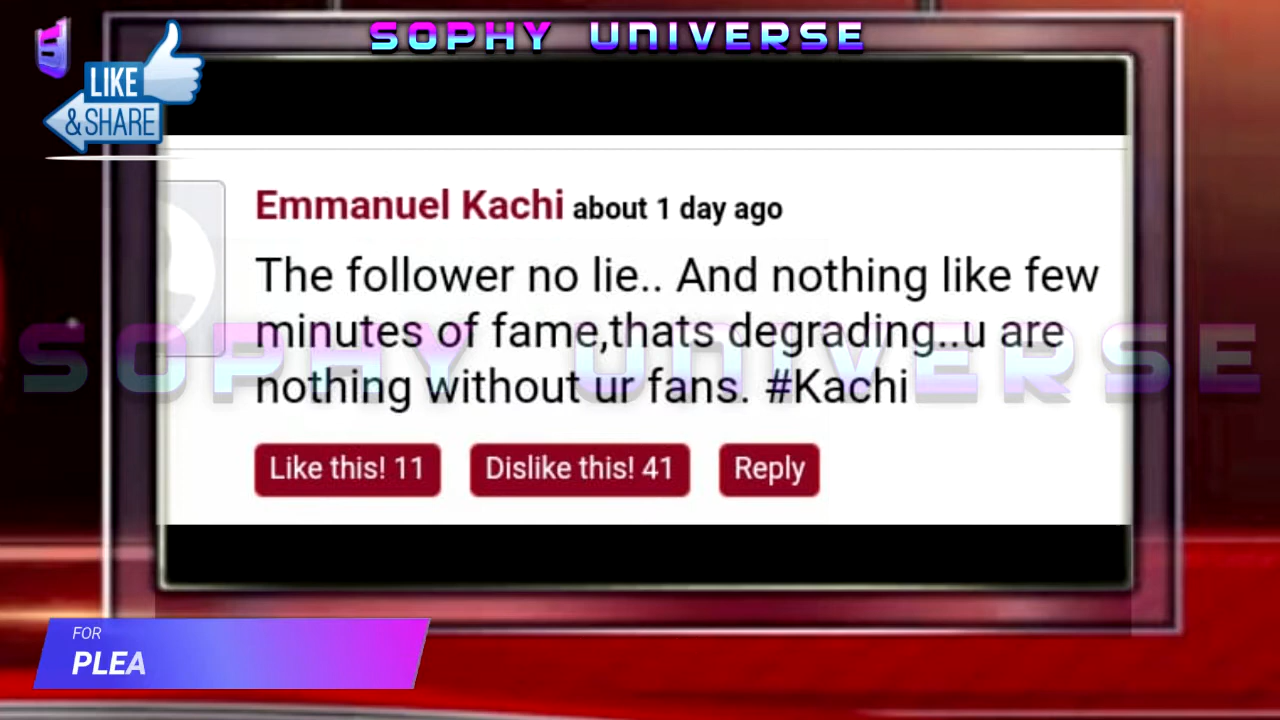 SOPHY UNIVERSE
LIKE
&SHARE
Emmanuel Kachi about 1 day ago
The follower no lie.. And nothing like few
minutes of fame,thats degrading..u are
nothing without ur fans. #Kachi
SOPHY UNIVERSE
Like this! 11 Dislike this! 41 Reply
FOR
PLEA